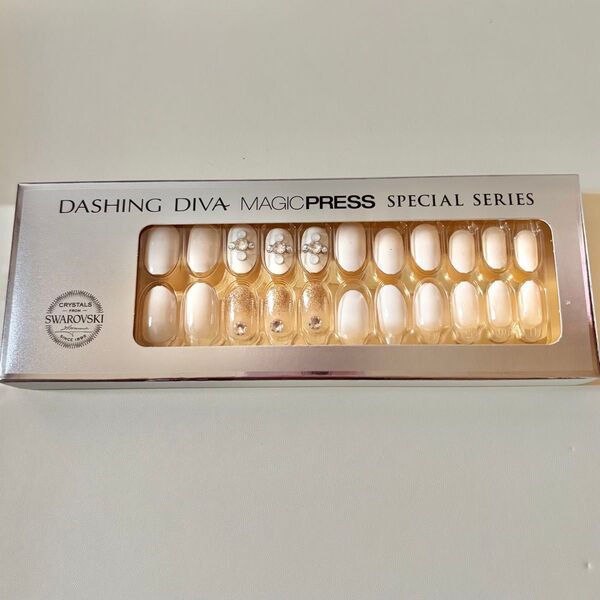 DASHING DIVA MAGICPRESS SPECIAL SERIES
CRYSTALS
FROM
SWAROVSKI
SINCE 1895